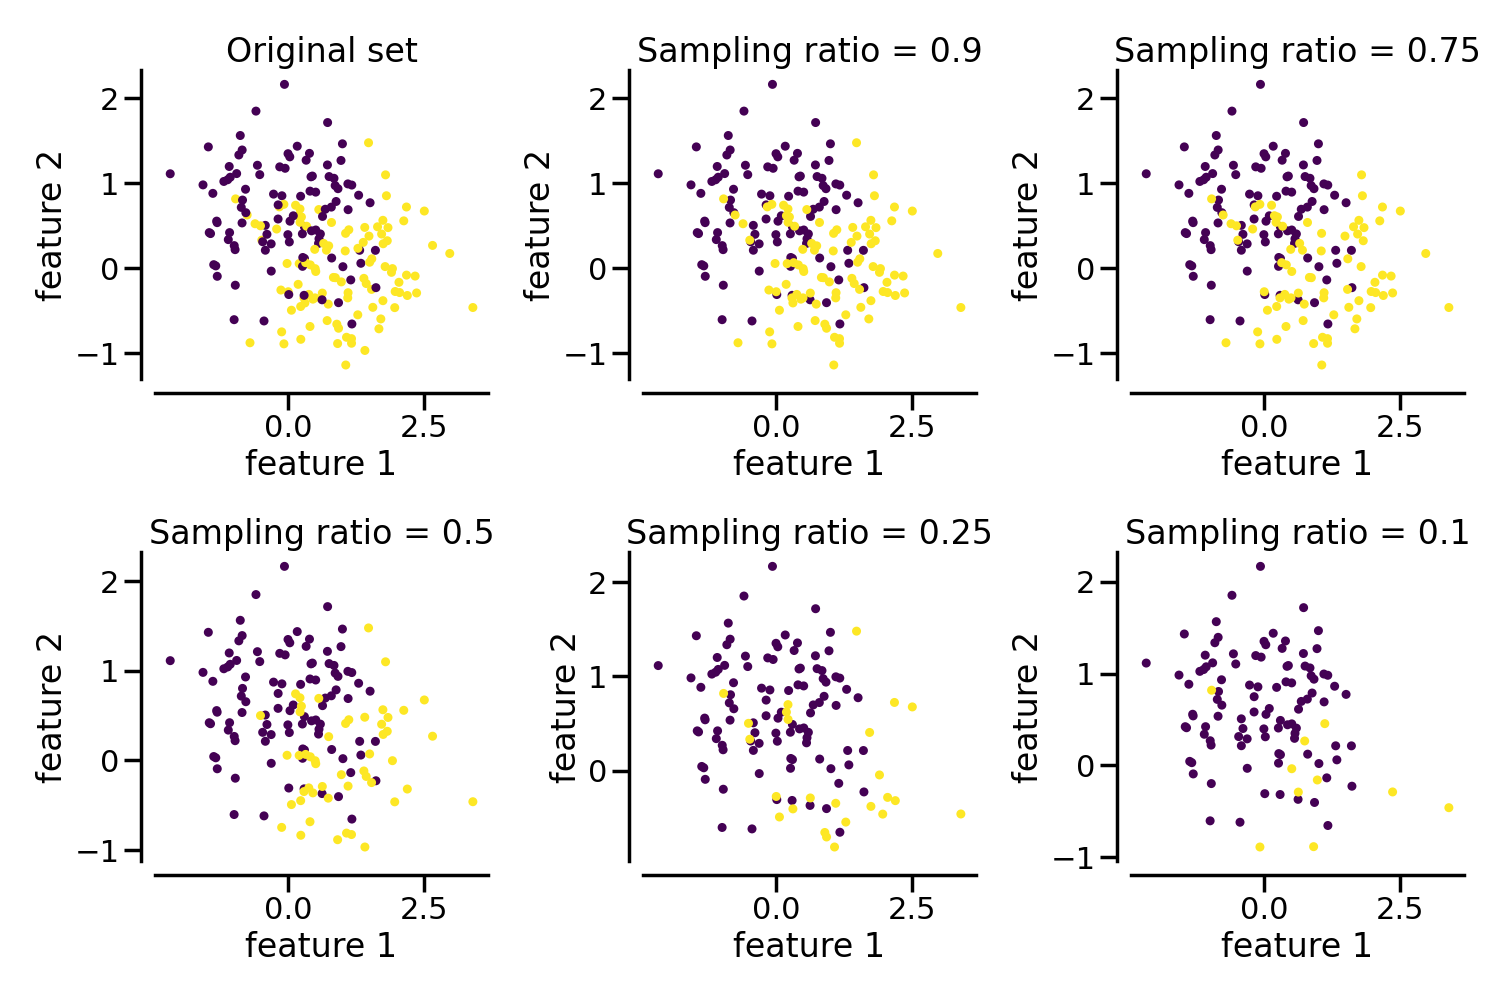 Original set
2
1
0
−1
feature 2
0.0
2.5
feature 1
Sampling ratio = 0.9
2
1
0
−1
feature 2
0.0
2.5
feature 1
Sampling ratio = 0.75
2
1
0
−1
feature 2
0.0
2.5
feature 1
Sampling ratio = 0.5
2
1
0
−1
feature 2
0.0
2.5
feature 1
Sampling ratio = 0.25
2
1
0
feature 2
0.0
2.5
feature 1
Sampling ratio = 0.1
2
1
0
−1
feature 2
0.0
2.5
feature 1